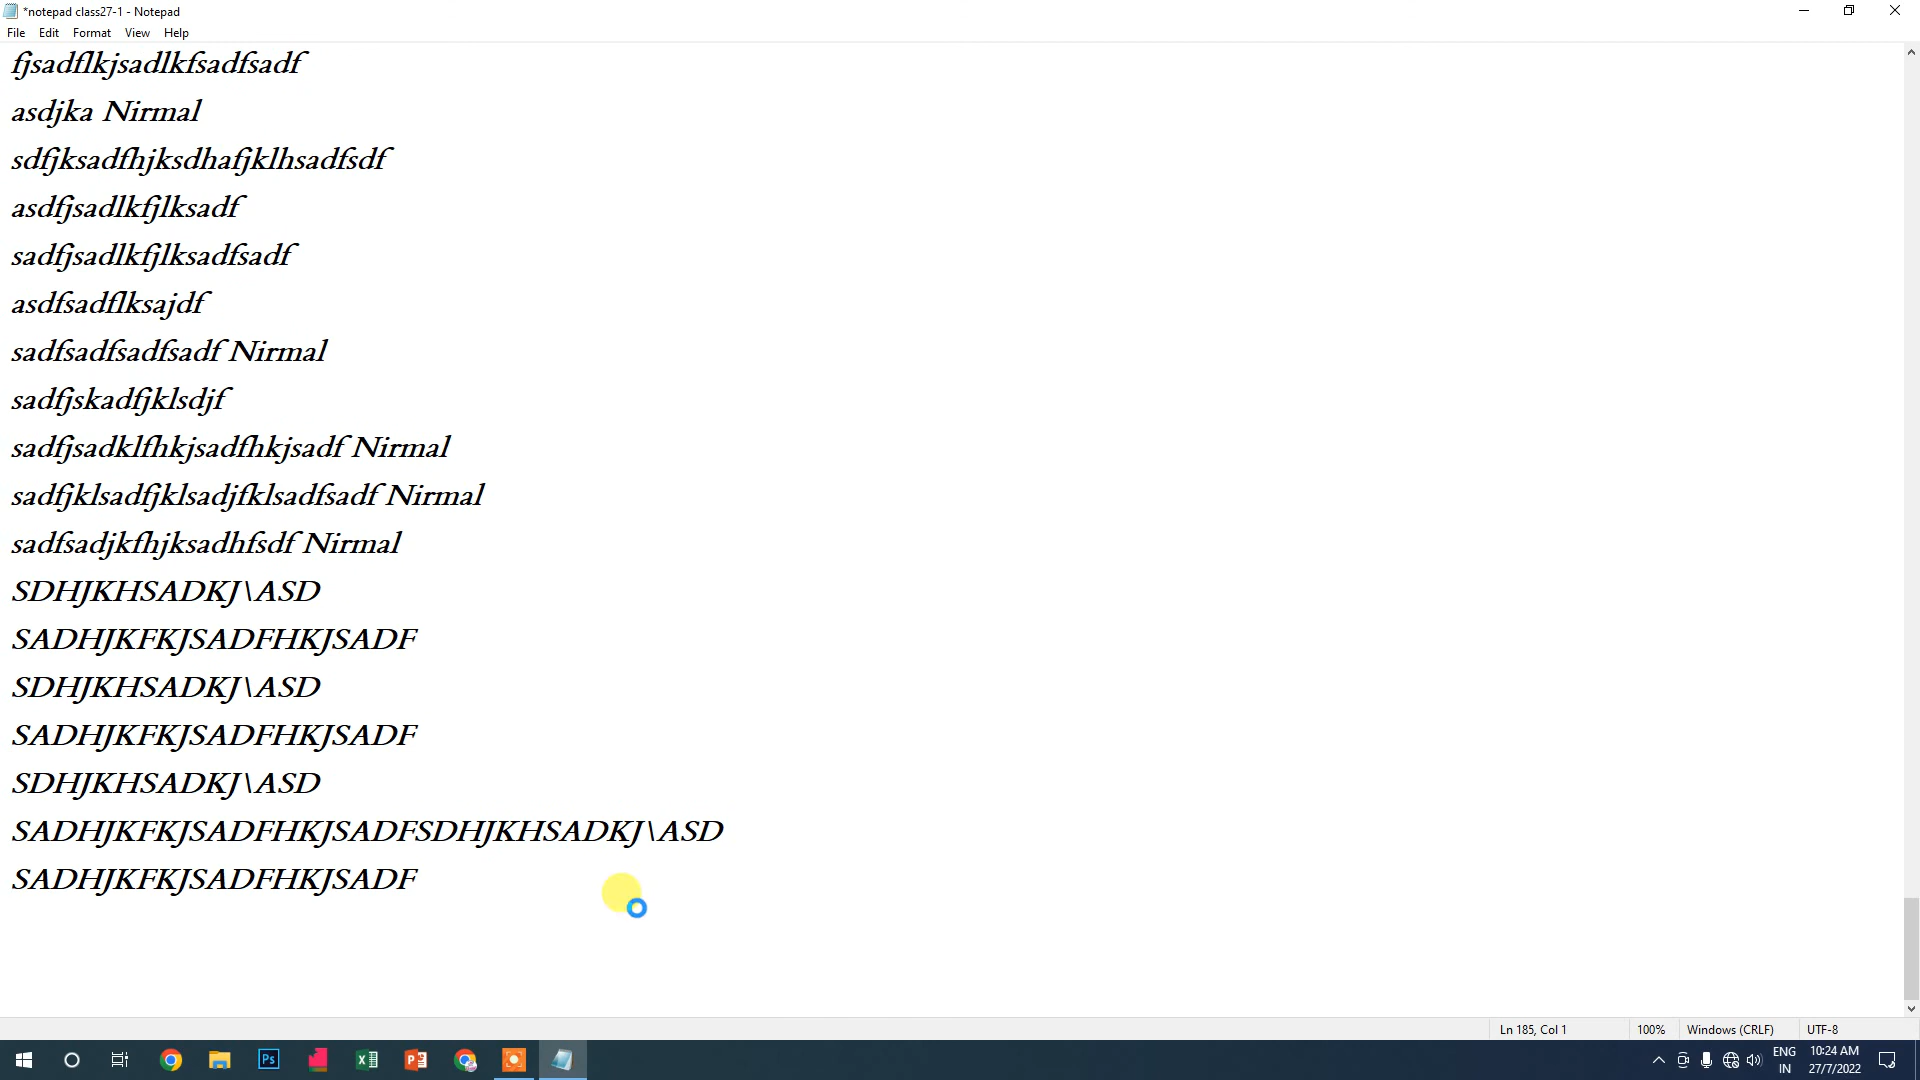 *notepad class27-1 - Notepad
File Edit Format View Help
fjsadflkjsadlkfsadfsadf
asdjka Nirmal
sdfjksadfhjksdhafjklhsadfsdf
asdfjsadlkfjlksadf
sadfjsadlkfjlksadfsadf
asdfsadflksajdf
sadfsadfsadfsadf Nirmal
sadfjskadfjklsdjf
sadfjsadklfhkjsadfhkjsadf Nirmal
sadfjklsadfjklsadjfklsadfsadf Nirmal
sadfsadjkfhjksadhfsdf Nirmal
SDHJKHSADKJ\ASD
SADHJKFKJSADFHKJSADF
SDHJKHSADKJ\ASD
SADHJKFKJSADFHKJSADF
SDHJKHSADKJ\ASD
SADHJKFKJSADFHKJSADFSDHJKHSADKJ\ASD
SADHJKFKJSADFHKJSADF
Ln 185, Col 1 100% Windows (CRLF) UTF-8
Ps
ENG 10:24 AM
IN 27/7/2022